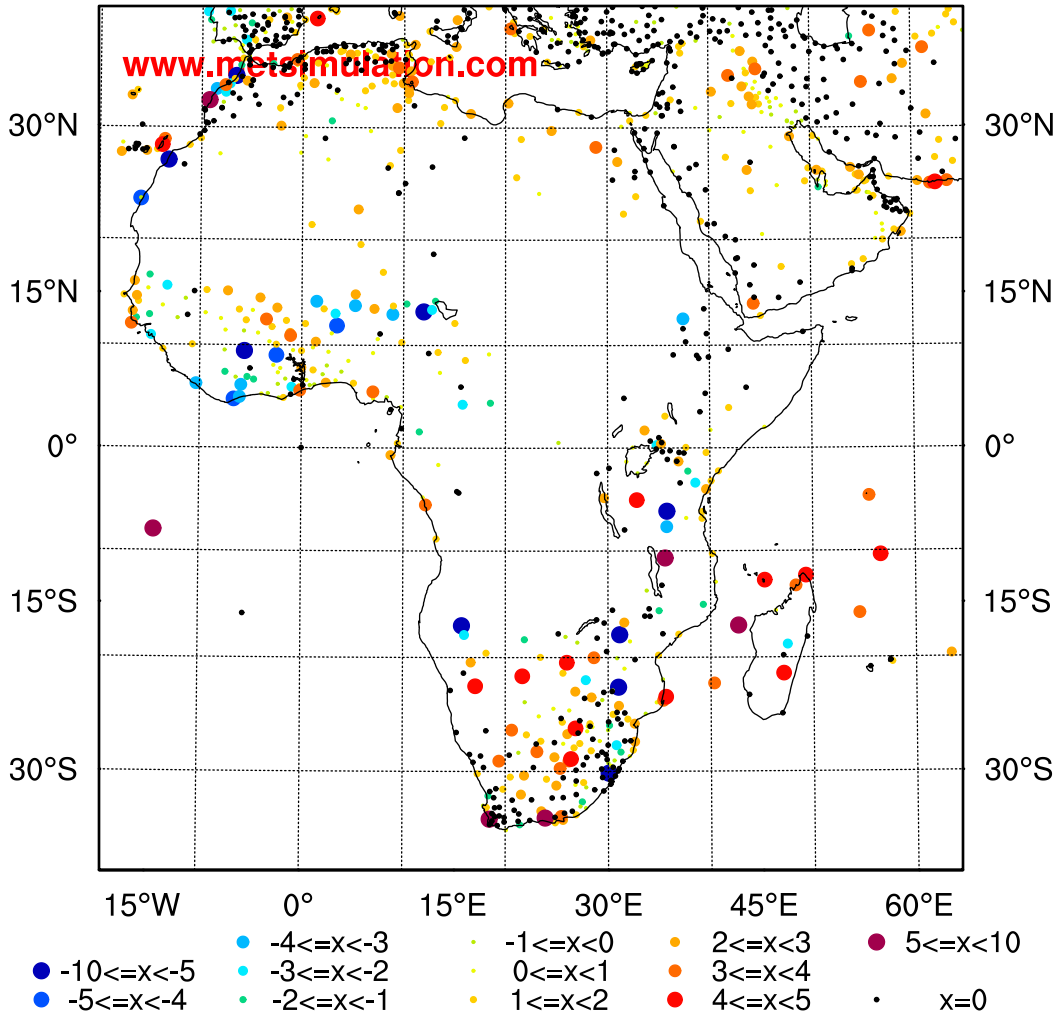 www.metsimulation.com
30°N 30°N
15°N 15°N
0° 0°
15°S 15°S
30°S 30°S
15°W 0° 15°E 30°E 45°E 60°E
-4<=x<-3 -1<=x<0 2<=x<3 5<=x<10
-10<=x<-5 -3<=x<-2 0<=x<1 3<=x<4
-5<=x<-4 -2<=x<-1 1<=x<2 4<=x<5 x=0